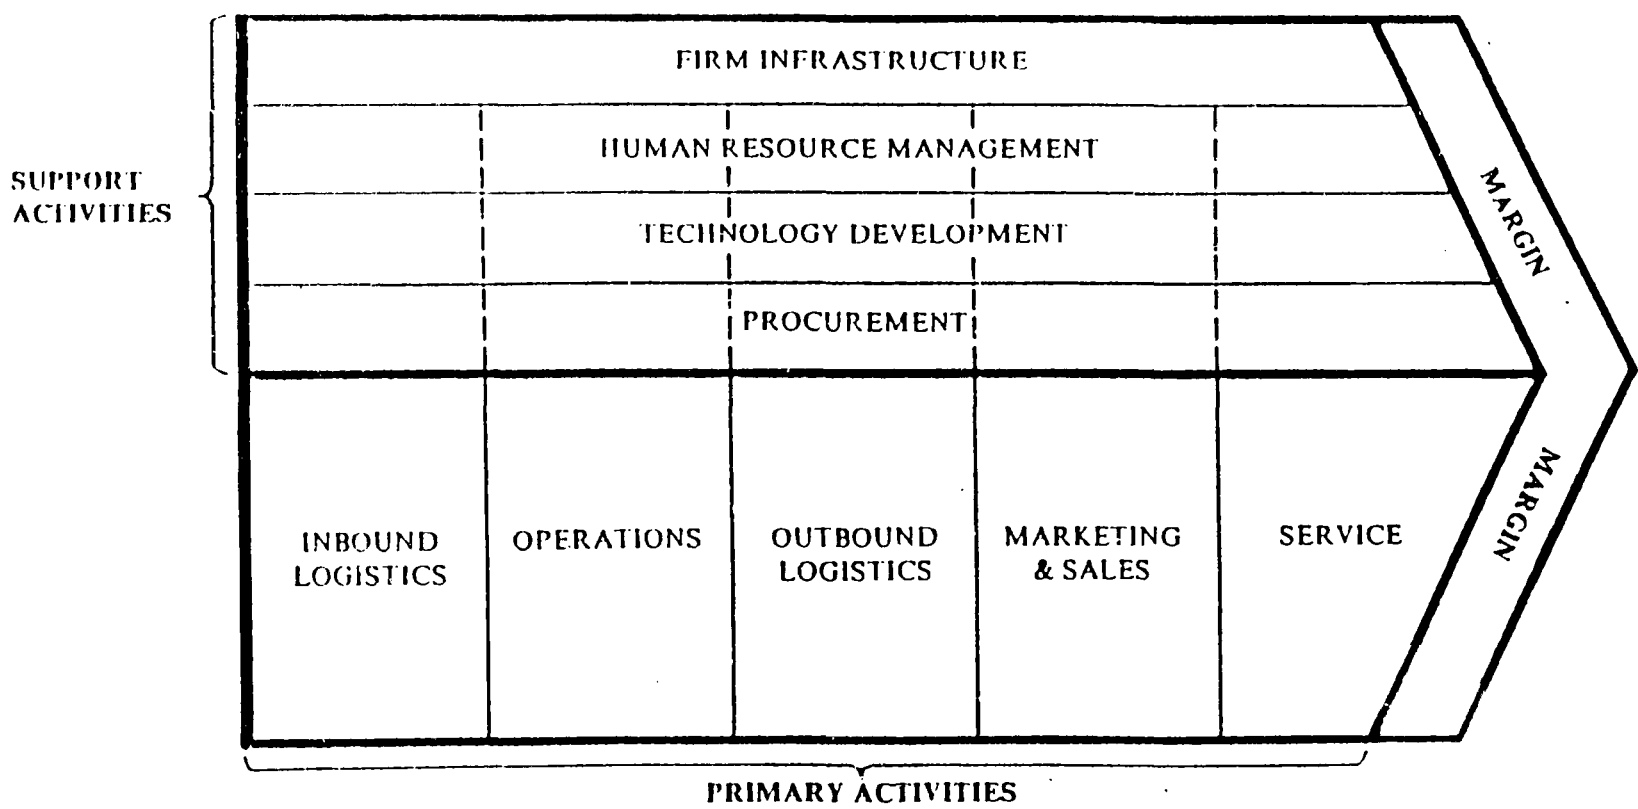 FIRM INFRASTRUCTURE
HUMAN RESOURCE MANAGEMENT
SUPPORT
ACTIVITIES
TECHNOLOGY DEVELOPMENT
PROCUREMENT
MARGIN
MARGIN
INBOUND
LOGISTICS
OPERATIONS
OUTBOUND
LOGISTICS
MARKETING
& SALES
SERVICE
PRIMARY ACTIVITIES